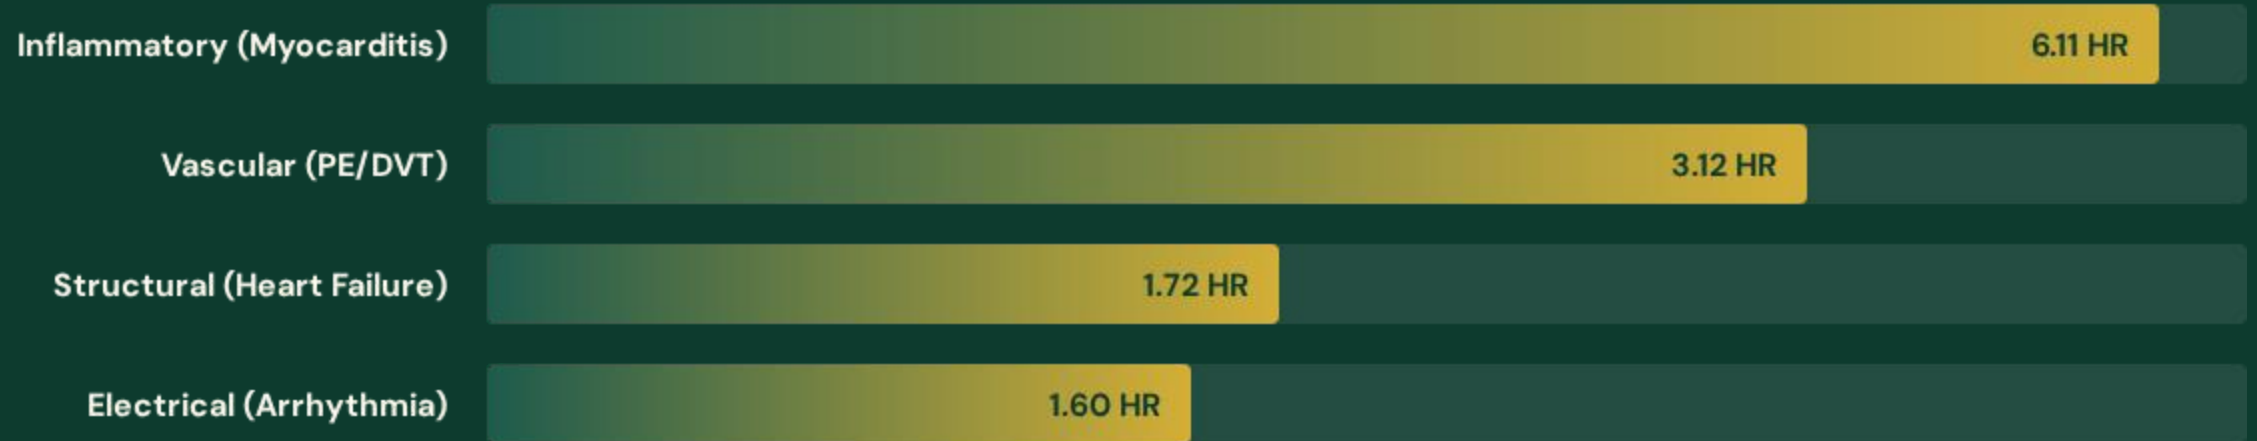 Inflammatory (Myocarditis) 6.11 HR
Vascular (PE/DVT) 3.12 HR
Structural (Heart Failure) 1.72 HR
Electrical (Arrhythmia) 1.60 HR